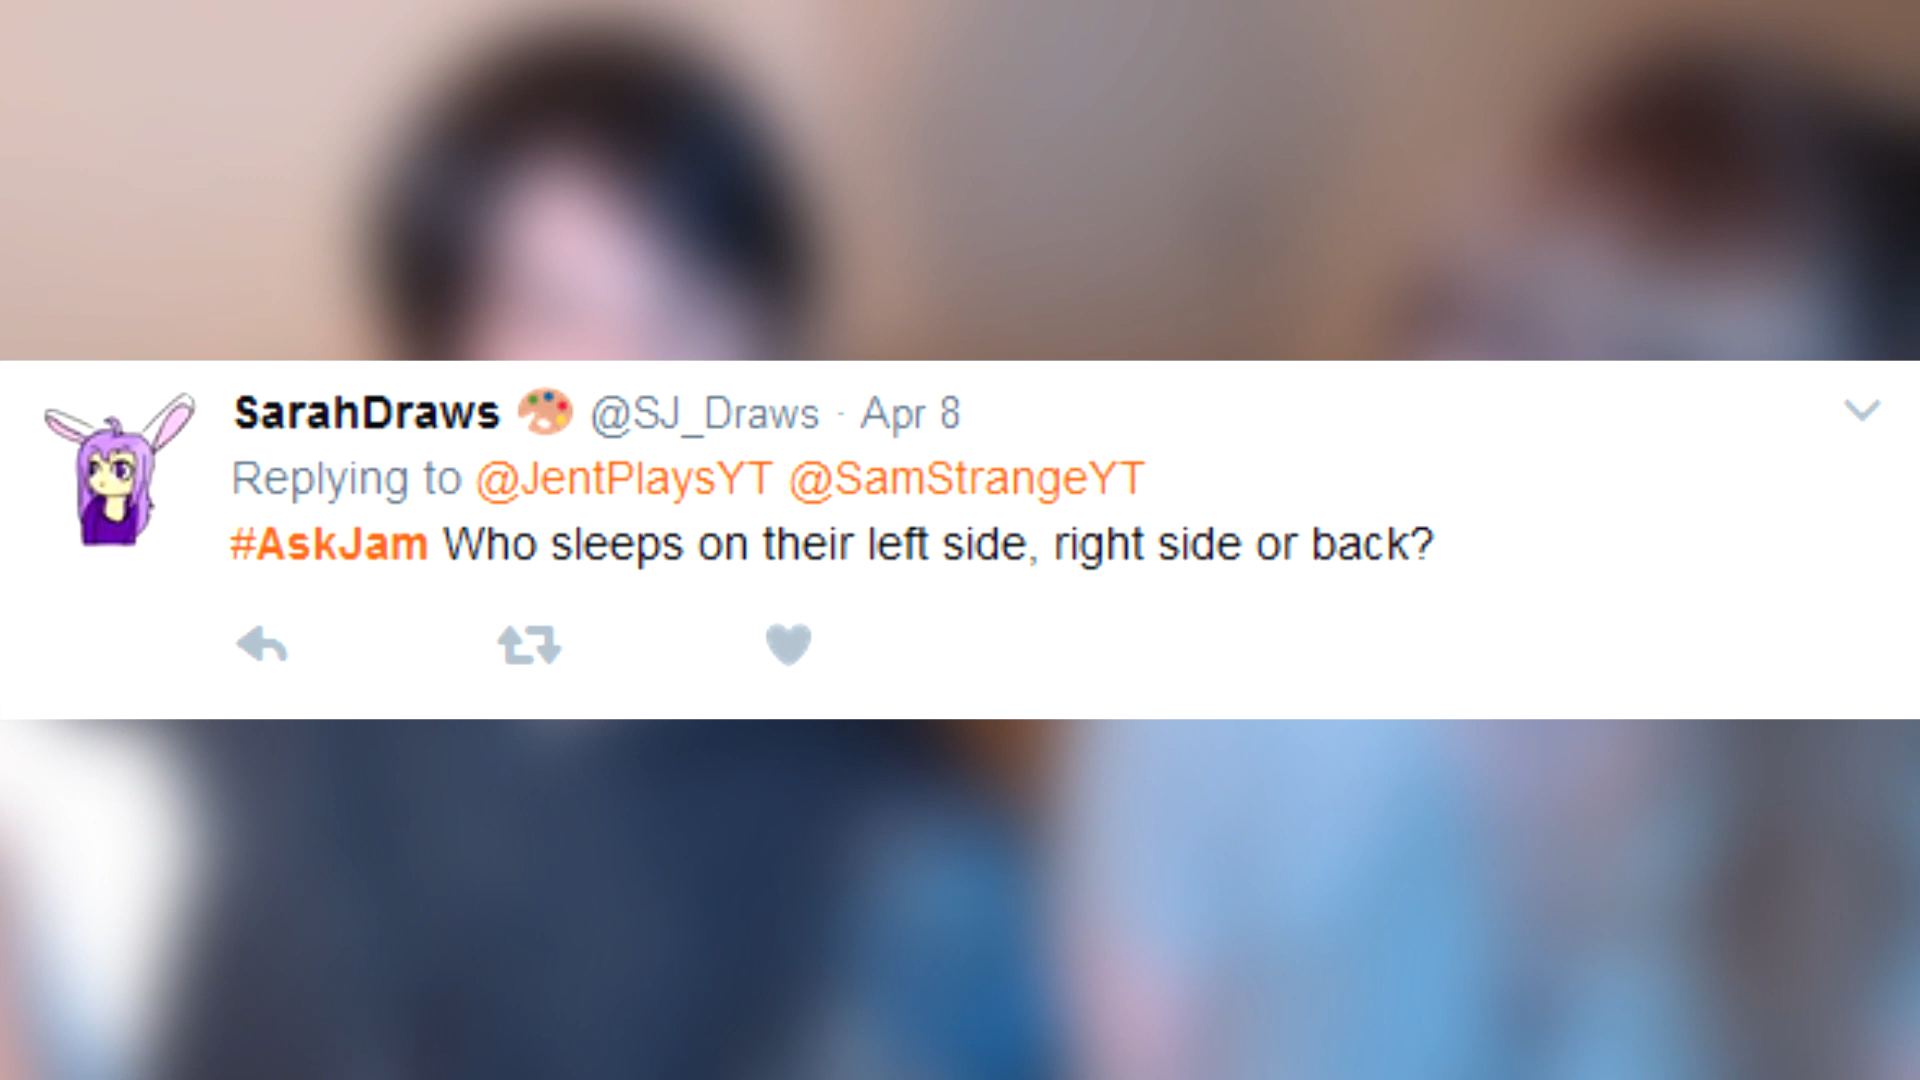 SarahDraws 🎨 @SJ_Draws · Apr 8
Replying to @JentPlaysYT @SamStrangeYT
#AskJam Who sleeps on their left side, right side or back?